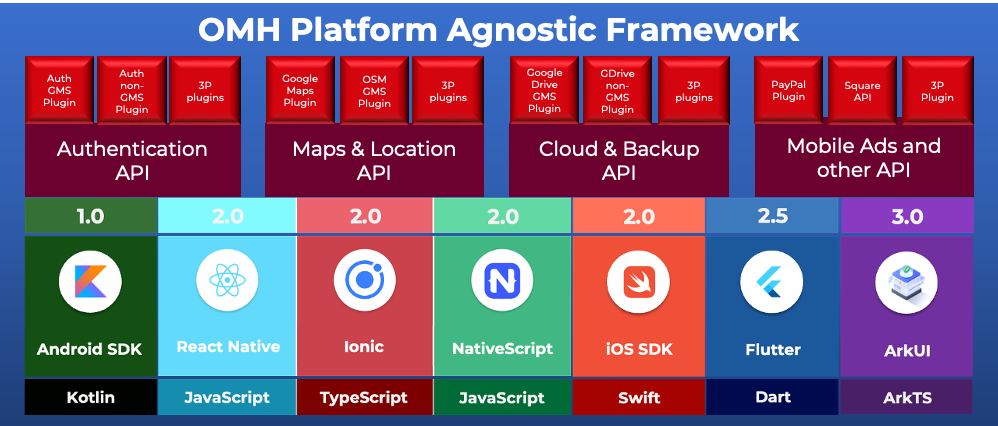 OMH Platform Agnostic Framework
Auth
GMS
Plugin
Auth
non-
GMS
Plugin
3P
plugins
Google
Maps
Plugin
OSM
GMS
Plugin
3P
plugins
Google
Drive
GMS
Plugin
GDrive
non-
GMS
Plugin
3P
plugins
PayPal
Plugin
Square
API
3P
Plugin
Authentication
API
Maps & Location
API
Cloud & Backup
API
Mobile Ads and
other API
1.0
2.0
2.0
2.0
2.0
2.5
3.0
Android SDK
React Native
Ionic
NativeScript
iOS SDK
Flutter
ArkUI
Kotlin
JavaScript
TypeScript
JavaScript
Swift
Dart
ArkTS